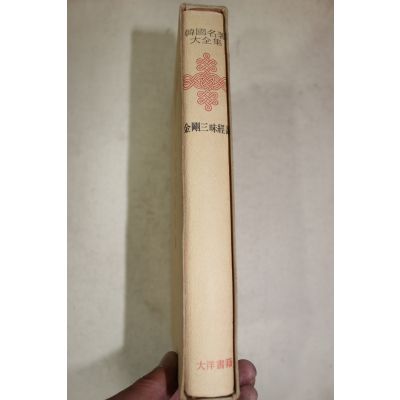 韓國名著
大全集
金剛三昧經論
大洋書籍